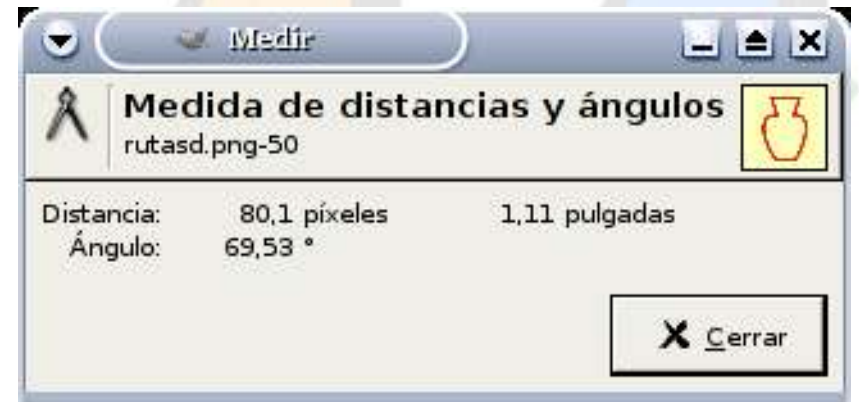 Medir
Medida de distancias y ángulos
rutasd.png-50
Distancia: 80,1 píxeles 1,11 pulgadas
Ángulo: 69,53 °
Cerrar